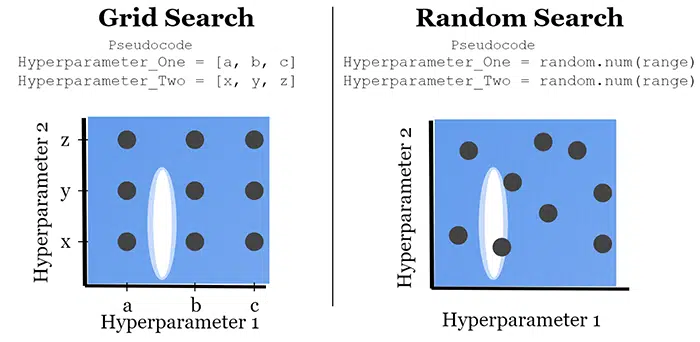 Grid Search
Pseudocode
Hyperparameter_One = [a, b, c]
Hyperparameter_Two = [x, y, z]
Hyperparameter 2
z
y
x
a b c
Hyperparameter 1
Random Search
Pseudocode
Hyperparameter_One = random.num(range)
Hyperparameter_Two = random.num(range)
Hyperparameter 2
Hyperparameter 1